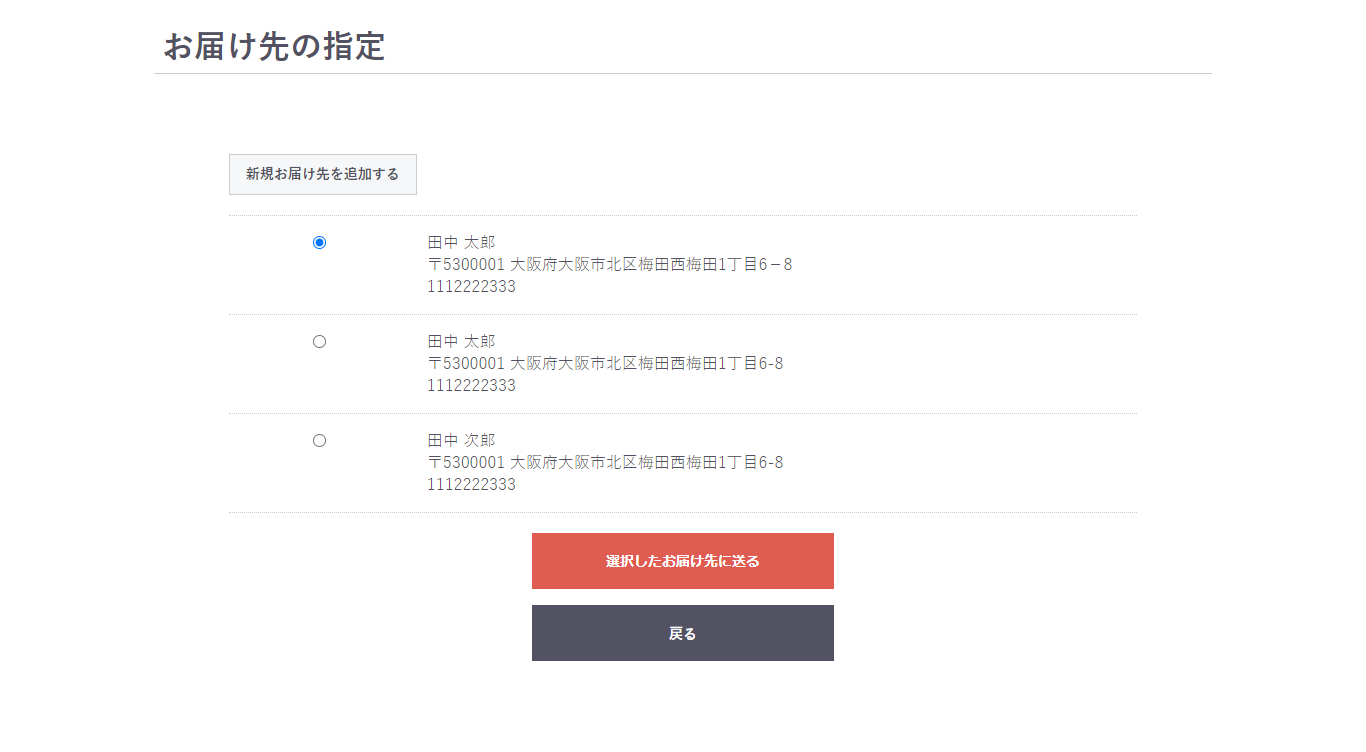 お届け先の指定
新規お届け先を追加する
田中 太郎
〒5300001 大阪府大阪市北区梅田西梅田1丁目6−8
1112222333
田中 太郎
〒5300001 大阪府大阪市北区梅田西梅田1丁目6-8
1112222333
田中 次郎
〒5300001 大阪府大阪市北区梅田西梅田1丁目6-8
1112222333
選択したお届け先に送る
戻る